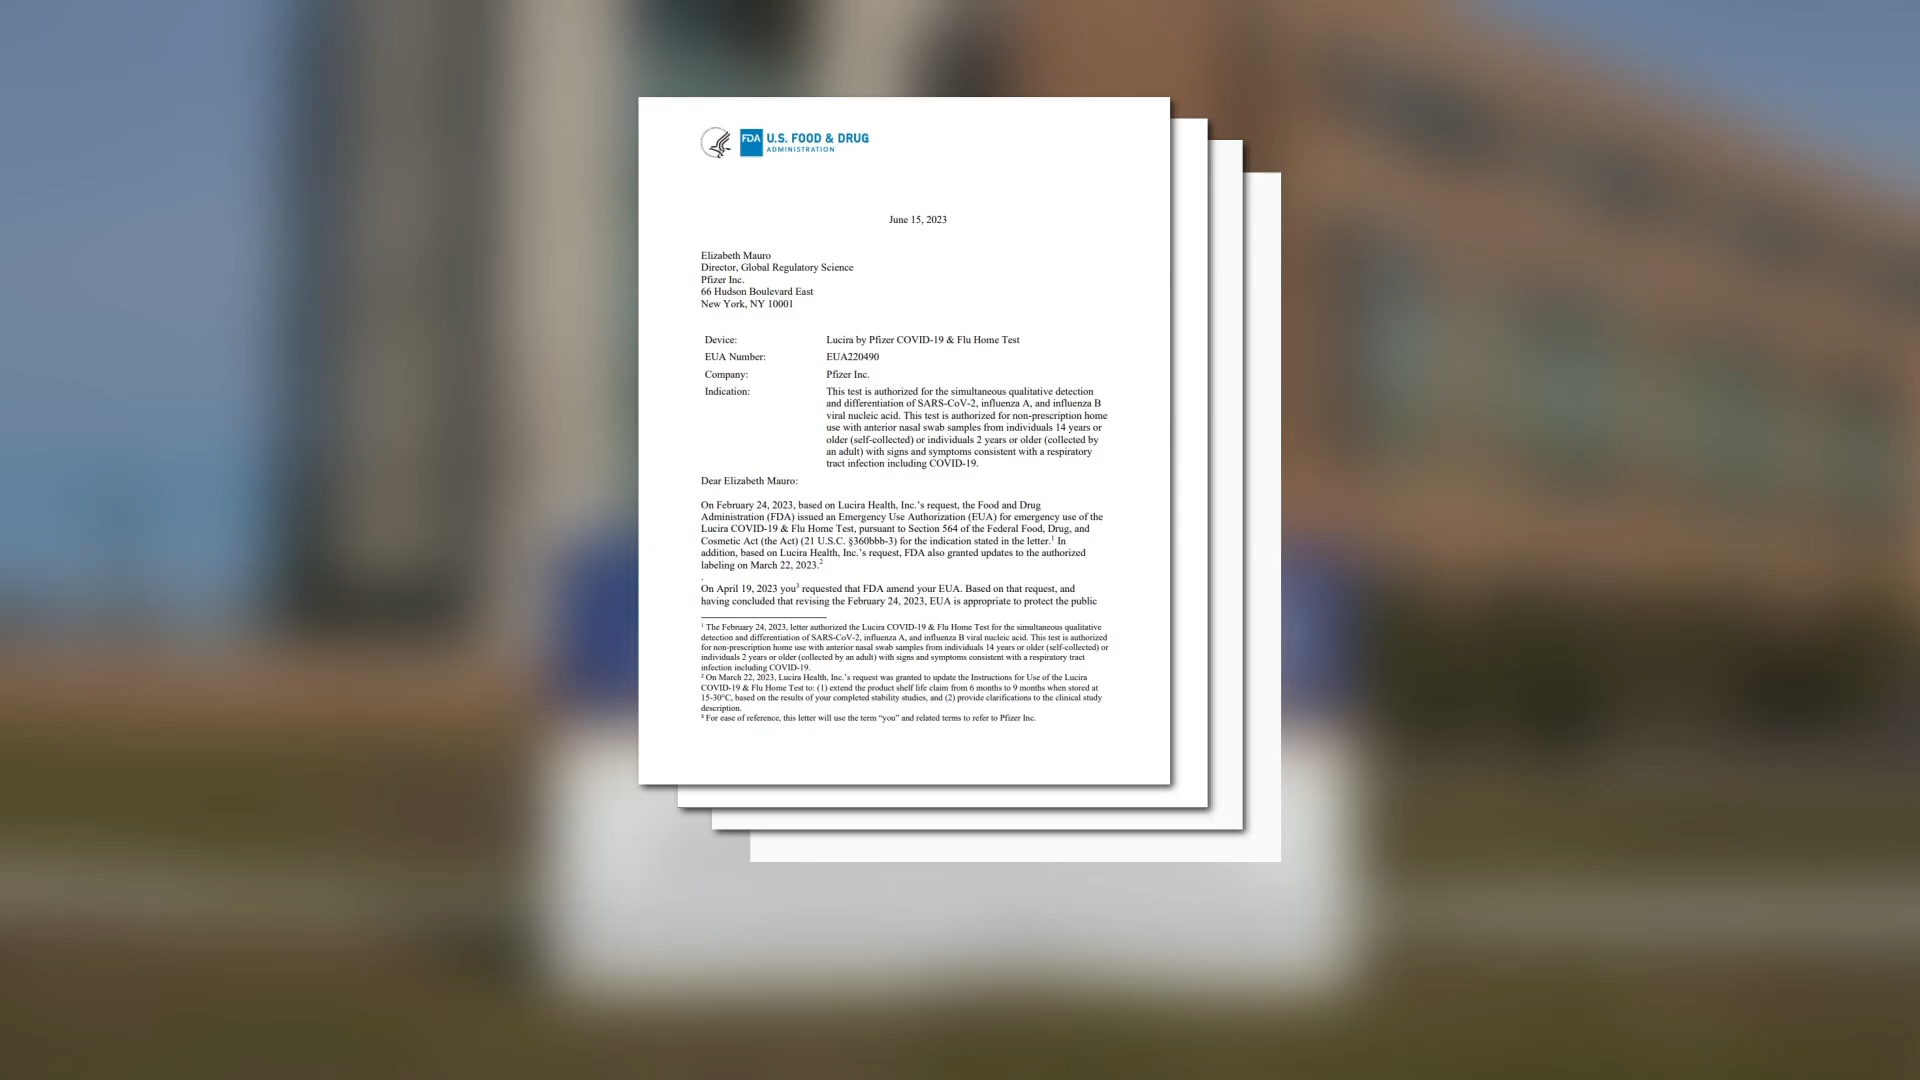 FDA U.S. FOOD & DRUG
ADMINISTRATION
June 15, 2023
Elizabeth Mauro
Director, Global Regulatory Science
Pfizer Inc.
66 Hudson Boulevard East
New York, NY 10001
Device: Lucira by Pfizer COVID-19 & Flu Home Test
EUA Number: EUA220490
Company: Pfizer Inc.
Indication: This test is authorized for the simultaneous qualitative detection
and differentiation of SARS-CoV-2, influenza A, and influenza B
viral nucleic acid. This test is authorized for non-prescription home
use with anterior nasal swab samples from individuals 14 years or
older (self-collected) or individuals 2 years or older (collected by
an adult) with signs and symptoms consistent with a respiratory
tract infection including COVID-19.
Dear Elizabeth Mauro:
On February 24, 2023, based on Lucira Health, Inc.'s request, the Food and Drug
Administration (FDA) issued an Emergency Use Authorization (EUA) for emergency use of the
Lucira COVID-19 & Flu Home Test, pursuant to Section 564 of the Federal Food, Drug, and
Cosmetic Act (the Act) (21 U.S.C. §360bbb-3) for the indication stated in the letter.¹ In
addition, based on Lucira Health, Inc.'s request, FDA also granted updates to the authorized
labeling on March 22, 2023.²
.
On April 19, 2023 you³ requested that FDA amend your EUA. Based on that request, and
having concluded that revising the February 24, 2023, EUA is appropriate to protect the public
¹ The February 24, 2023, letter authorized the Lucira COVID-19 & Flu Home Test for the simultaneous qualitative
detection and differentiation of SARS-CoV-2, influenza A, and influenza B viral nucleic acid. This test is authorized
for non-prescription home use with anterior nasal swab samples from individuals 14 years or older (self-collected) or
individuals 2 years or older (collected by an adult) with signs and symptoms consistent with a respiratory tract
infection including COVID-19.
² On March 22, 2023, Lucira Health, Inc.'s request was granted to update the Instructions for Use of the Lucira
COVID-19 & Flu Home Test to: (1) extend the product shelf life claim from 6 months to 9 months when stored at
15-30°C, based on the results of your completed stability studies, and (2) provide clarifications to the clinical study
description.
³ For ease of reference, this letter will use the term “you” and related terms to refer to Pfizer Inc.